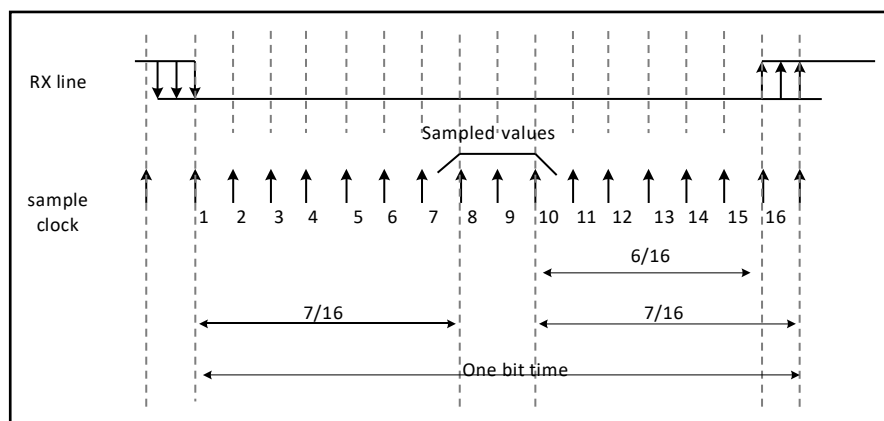 RX line
Sampled values
sample
clock
1 2 3 4 5 6 7 8 9 10 11 12 13 14 15 16
6/16
7/16 7/16
One bit time